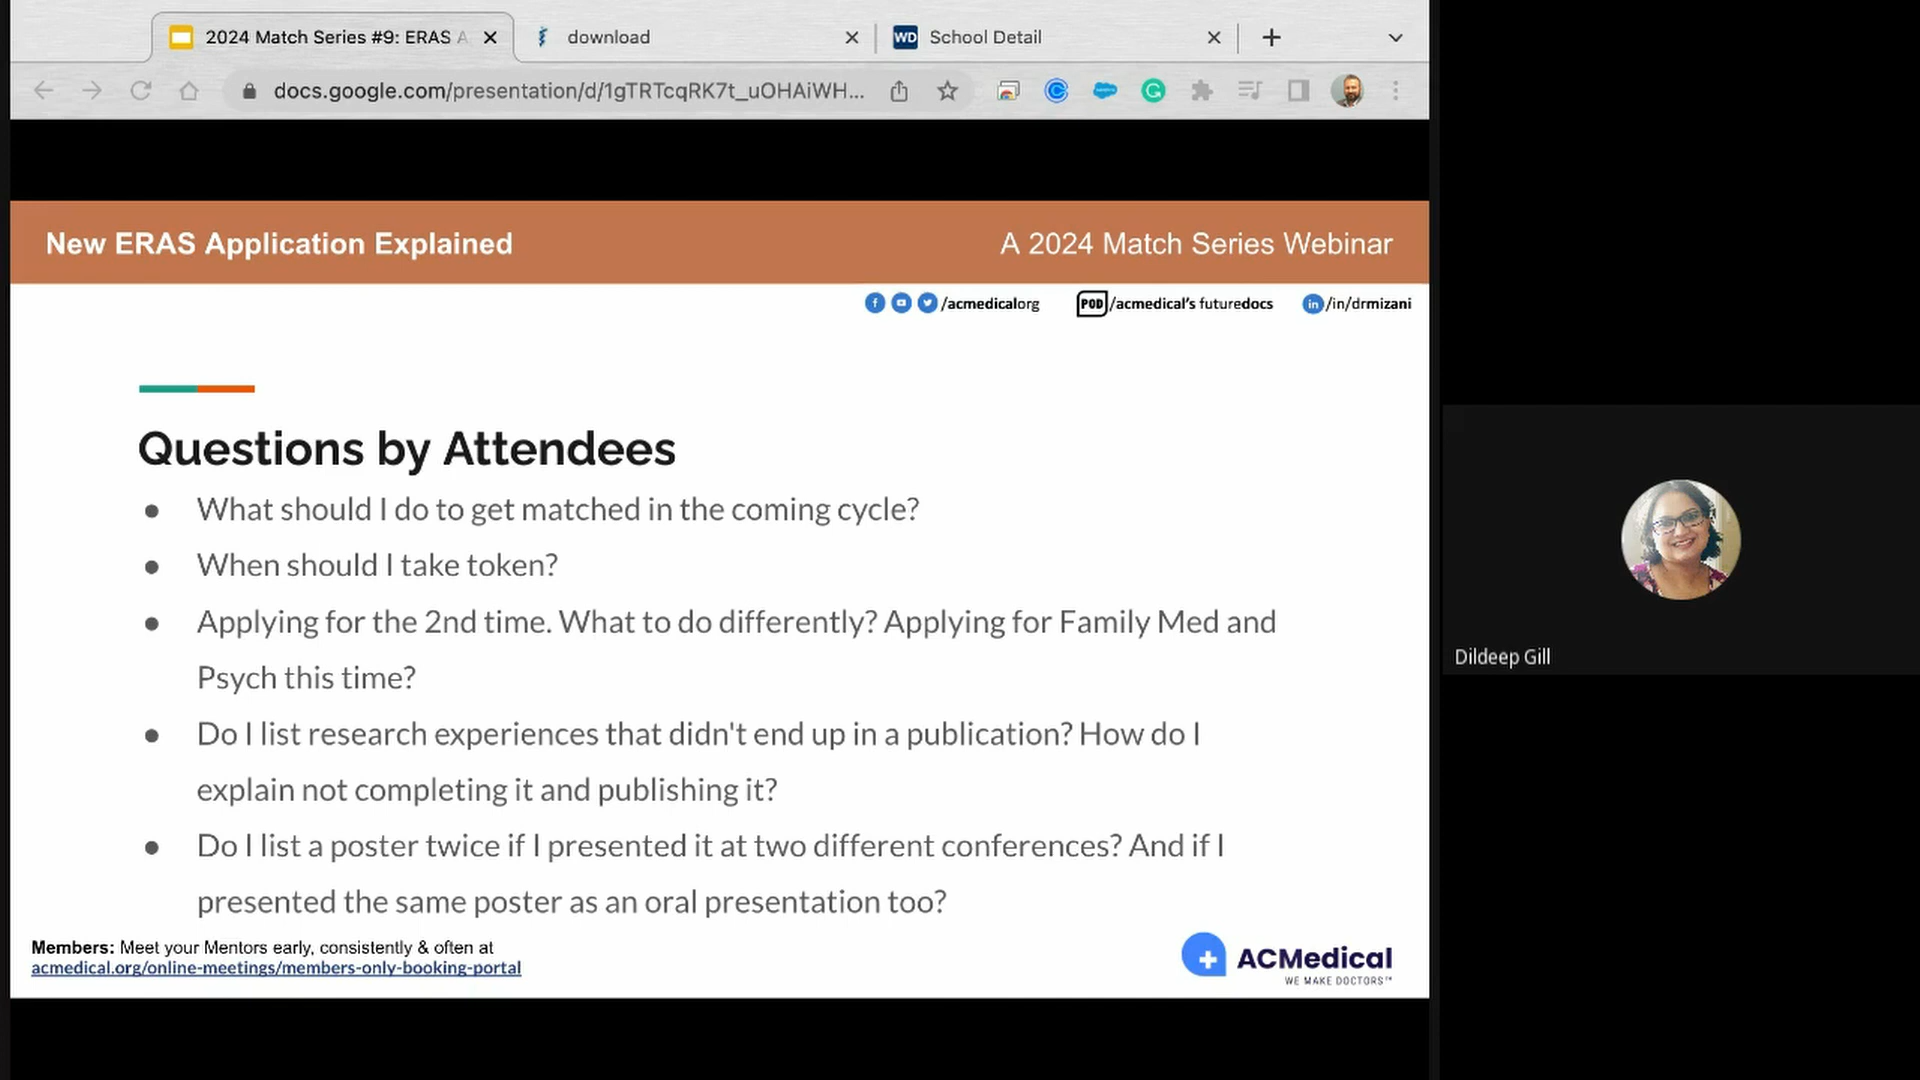 2024 Match Series #9: ERAS A
download
WD
School Detail
docs.google.com/presentation/d/1gTRTcqRK7t_uOHAiWH...
New ERAS Application Explained
A 2024 Match Series Webinar
/acmedicalorg
POD/acmedical's futuredocs
in/in/drmizani
Questions by Attendees
● What should I do to get matched in the coming cycle?
● When should I take token?
● Applying for the 2nd time. What to do differently? Applying for Family Med and
Psych this time?
● Do I list research experiences that didn't end up in a publication? How do I
explain not completing it and publishing it?
● Do I list a poster twice if I presented it at two different conferences? And if I
presented the same poster as an oral presentation too?
Members: Meet your Mentors early, consistently & often at
acmedical.org/online-meetings/members-only-booking-portal
ACMedical
WE MAKE DOCTORS™
Dildeep Gill